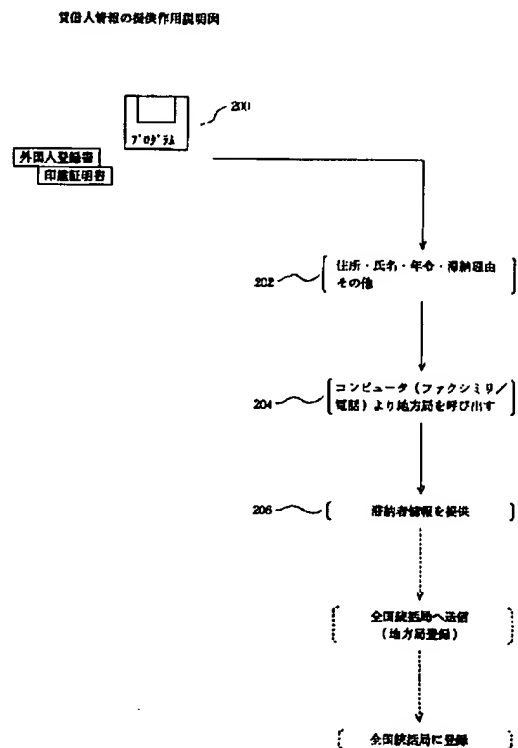 賃借人情報の提供作用説明図
200
プログラム
外国人登録書
印鑑証明書
202
住所・氏名・年令・滞納理由
その他
204
コンピュータ（ファクシミリ／
電話）より地方局を呼び出す
206
滞納者情報を提供
全国統括局へ送信
（地方局登録）
全国統括局に登録